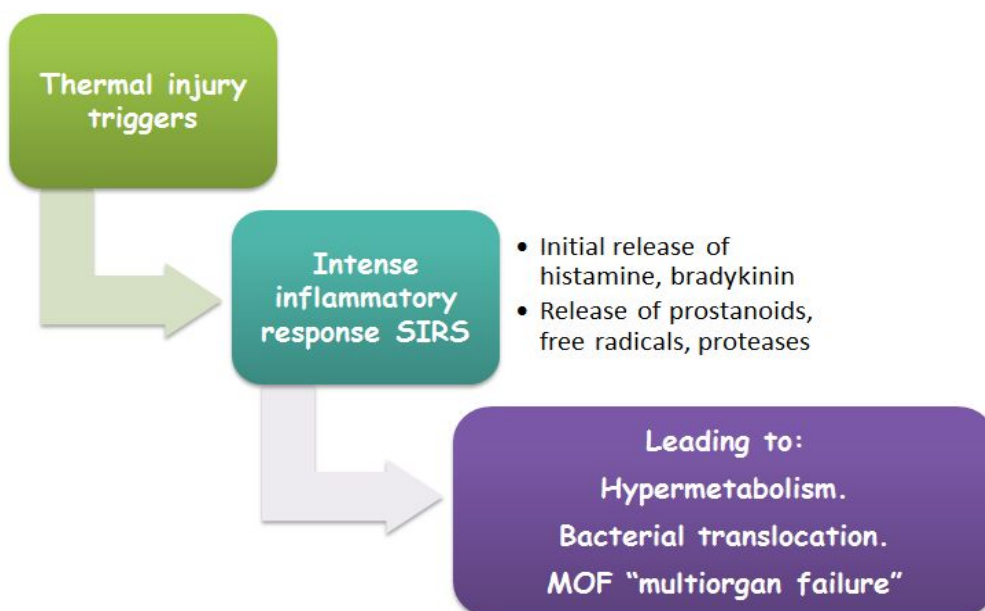 Thermal injury
triggers
Intense
inflammatory
response SIRS
• Initial release of
histamine, bradykinin
• Release of prostanoids,
free radicals, proteases
Leading to:
Hypermetabolism.
Bacterial translocation.
MOF “multiorgan failure”